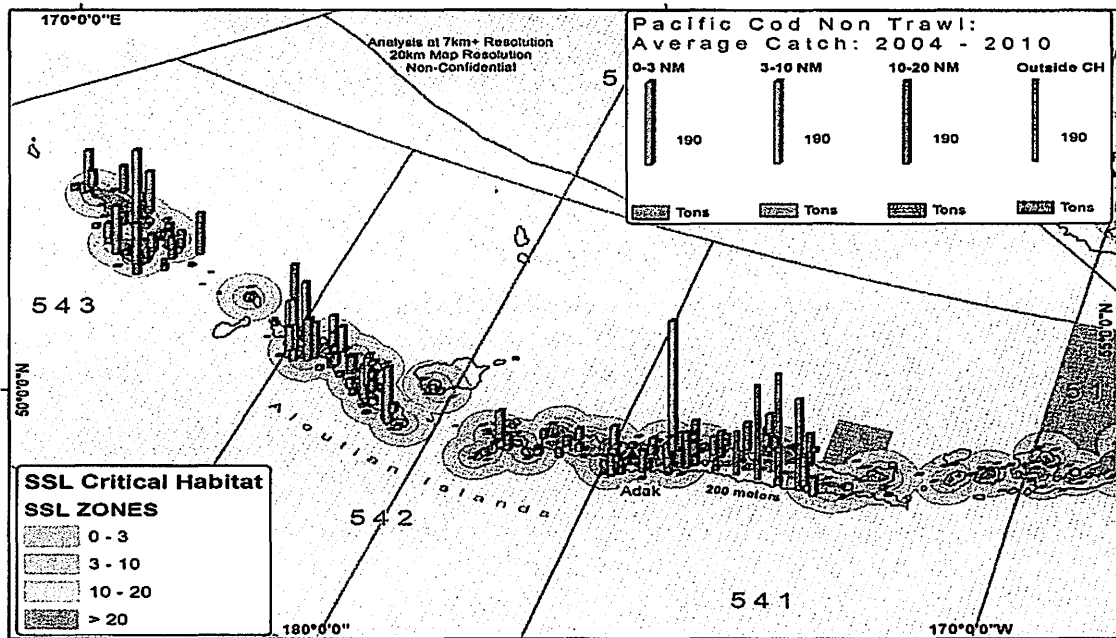 170°0'0"E
Analysis at 7km+ Resolution
20km Map Resolution
Non-Confidential
Pacific Cod Non Trawl:
Average Catch: 2004 - 2010
0-3 NM 3-10 NM 10-20 NM Outside CH
190 190 190 190
Tons Tons Tons Tons
543
Aleutian Islands
542
Adak
200 meters
541
SSL Critical Habitat
SSL ZONES
0 - 3
3 - 10
10 - 20
> 20
180°0'0"
170°0'0"W